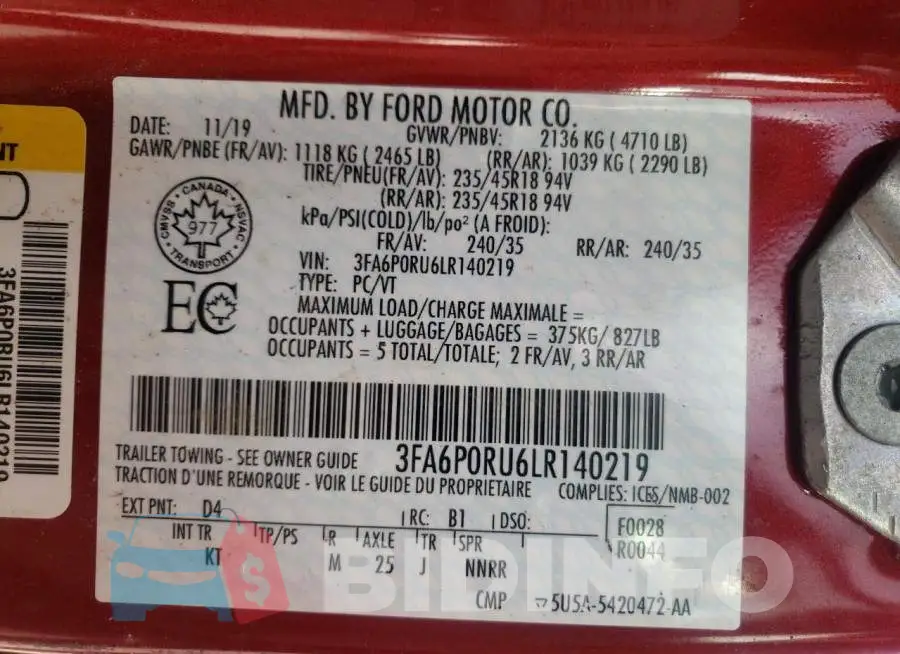 MFD. BY FORD MOTOR CO.
DATE: 11/19 GVWR/PNBV: 2136 KG ( 4710 LB)
GAWR/PNBE (FR/AV): 1118 KG ( 2465 LB) (RR/AR): 1039 KG ( 2290 LB)
TIRE/PNEU(FR/AV): 235/45R18 94V
(RR/AR): 235/45R18 94V
kPa/PSI(COLD)/lb/po² (A FROID):
FR/AV: 240/35 RR/AR: 240/35
VIN: 3FA6P0RU6LR140219
TYPE: PC/VT
MAXIMUM LOAD/CHARGE MAXIMALE =
OCCUPANTS + LUGGAGE/BAGAGES = 375KG/ 827LB
OCCUPANTS = 5 TOTAL/TOTALE; 2 FR/AV, 3 RR/AR
CANADA
CMVSS NSVAC
977
TRANSPORT
EC
TRAILER TOWING - SEE OWNER GUIDE 3FA6P0RU6LR140219
TRACTION D'UNE REMORQUE - VOIR LE GUIDE DU PROPRIETAIRE COMPLIES: ICES/NMB-002
EXT PNT: D4 RC: B1 DSO: F0028
INT TR TP/PS R AXLE TR SPR R0044
KT M 25 J NNRR
CMP 5U5A-5420472-AA
NT
3FA6P0RU6LR140219
BIDINFO